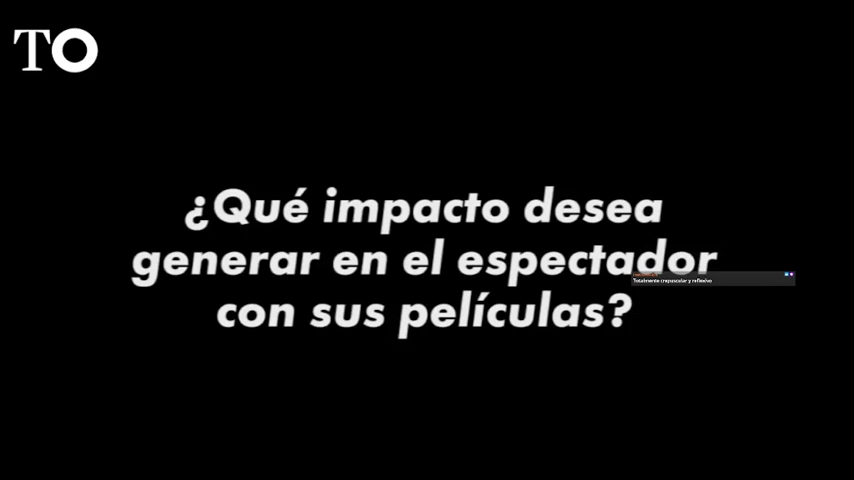 TO
¿Qué impacto desea
generar en el espectador
Totalmente crepuscular y reflexivo
con sus películas?